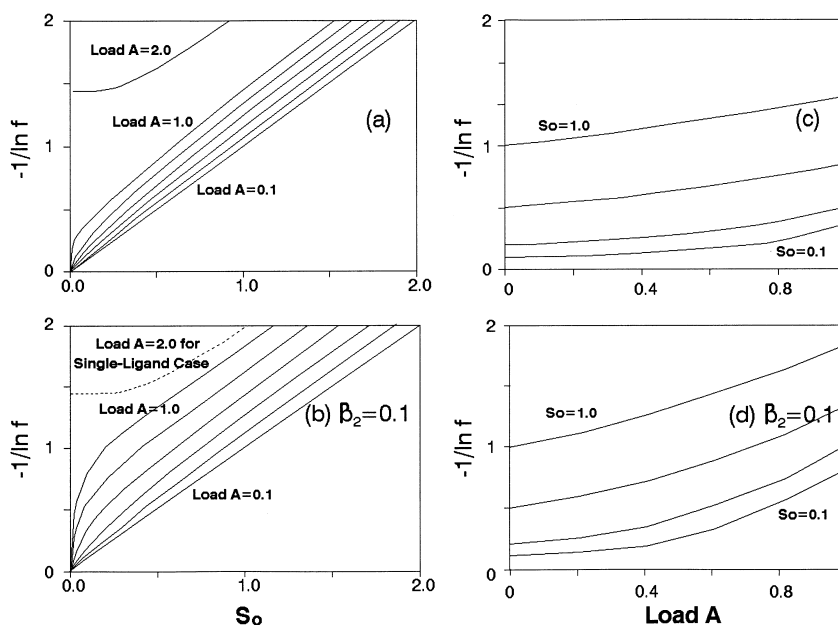 2
Load A=2.0
Load A=1.0
(a)
1
-1/ln f
Load A=0.1
0
0.0
1.0
2.0
2
(c)
So=1.0
1
-1/ln f
So=0.1
0
0
0.4
0.8
2
Load A=2.0 for
Single-Ligand Case
Load A=1.0
(b) β₂=0.1
1
-1/ln f
Load A=0.1
0
0.0
1.0
2.0
S₀
2
So=1.0
(d) β₂=0.1
1
-1/ln f
So=0.1
0
0
0.4
0.8
Load A